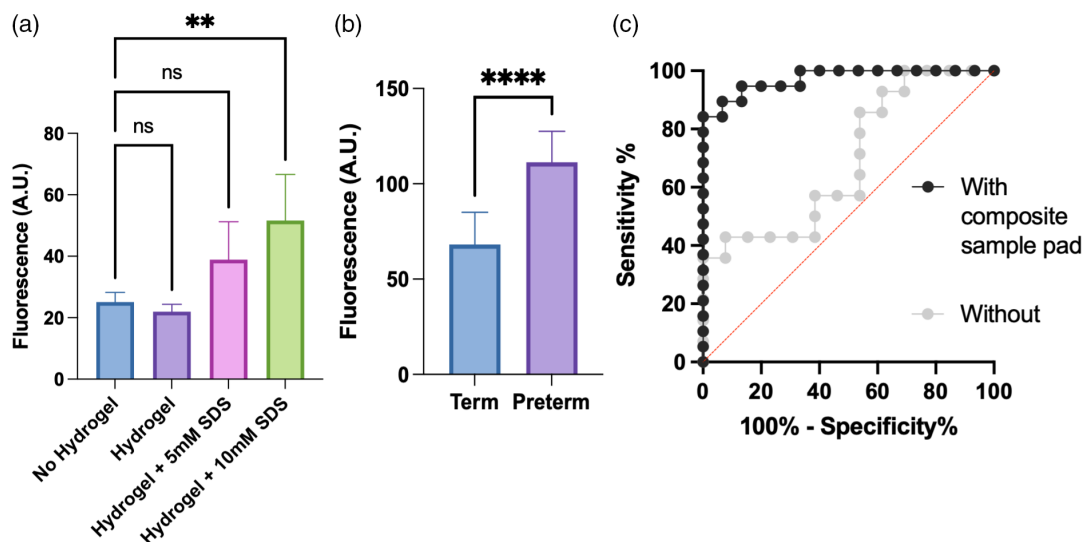 (a)
**
ns
ns
Fluorescence (A.U.)
80
60
40
20
0
No Hydrogel
Hydrogel
Hydrogel + 5mM SDS
Hydrogel + 10mM SDS
(b)
****
Fluorescence (A.U.)
150
100
50
0
Term Preterm
(c)
Sensitivity %
100
80
60
40
20
0
0 20 40 60 80 100
100% - Specificity%
With
composite
sample pad
Without